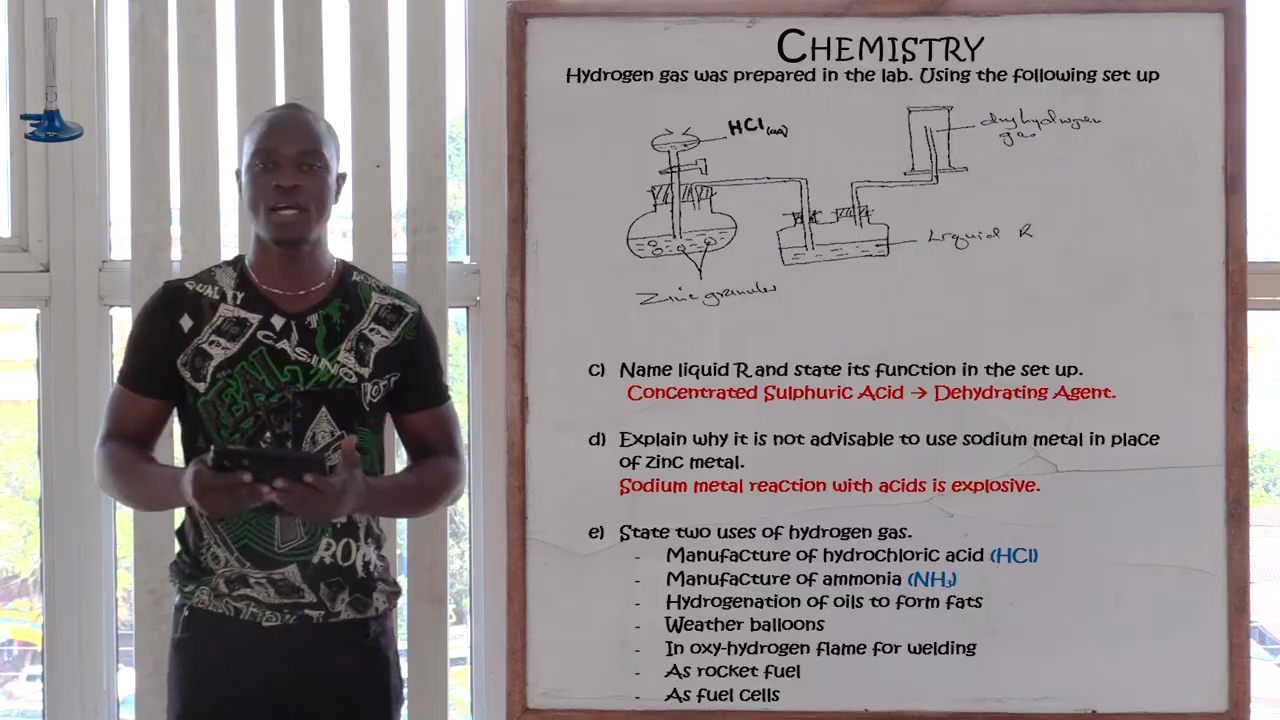 CHEMISTRY
Hydrogen gas was prepared in the lab. Using the following set up
HCl (aq)
dry hydrogen
gas
Liquid R
Zinc granules
c) Name liquid R and state its function in the set up.
Concentrated Sulphuric Acid → Dehydrating Agent.
d) Explain why it is not advisable to use sodium metal in place
of zinc metal.
Sodium metal reaction with acids is explosive.
e) State two uses of hydrogen gas.
- Manufacture of hydrochloric acid (HCl)
- Manufacture of ammonia (NH₃)
- Hydrogenation of oils to form fats
- Weather balloons
- In oxy-hydrogen flame for welding
- As rocket fuel
- As fuel cells
QUALITY
CASINO
REAL
ROCK